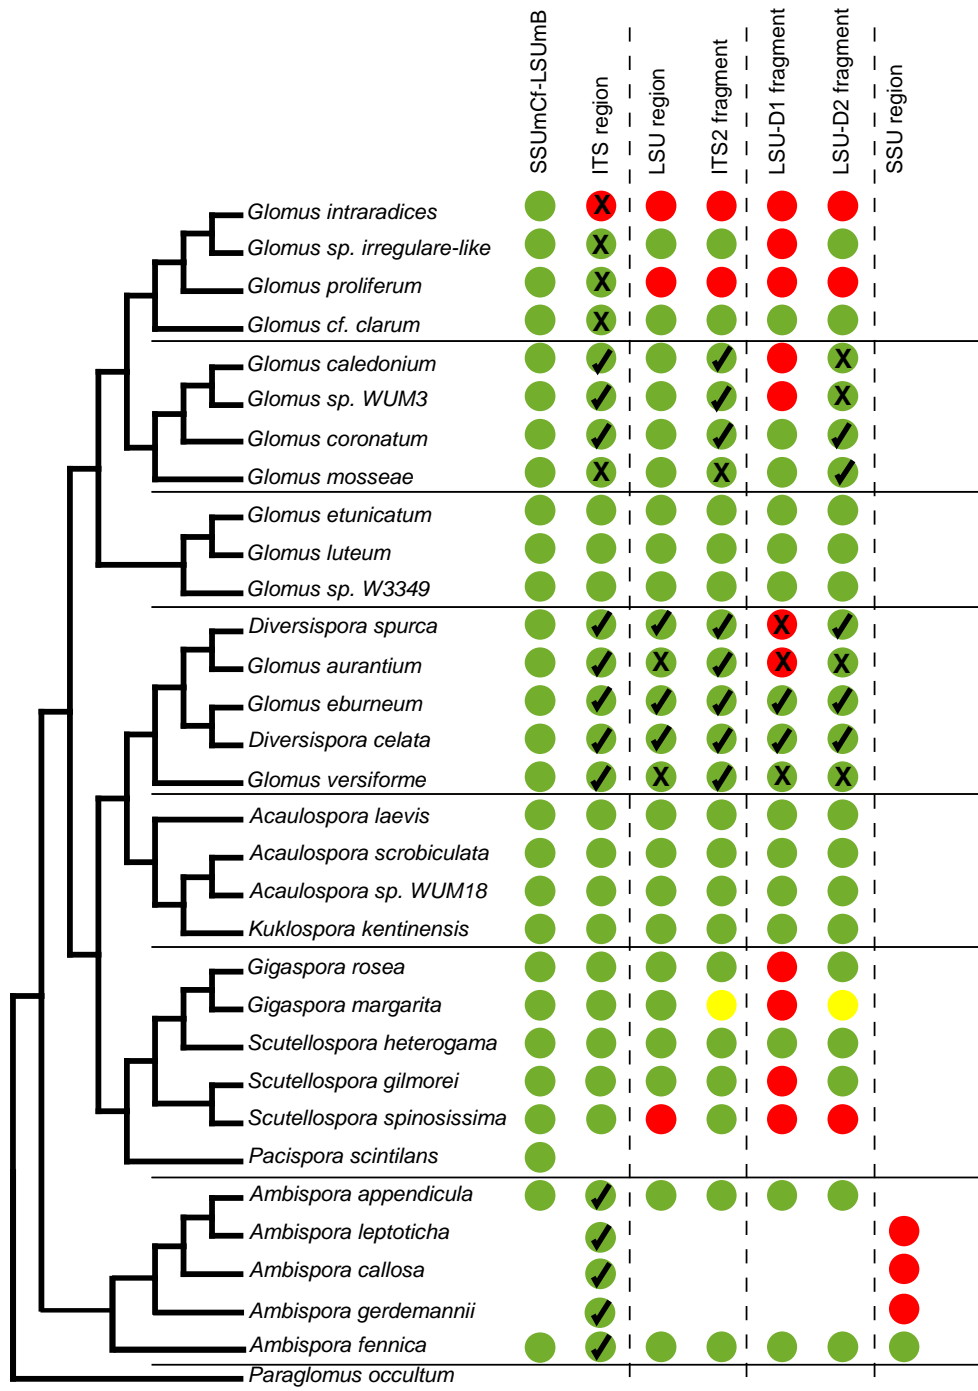 SSUmCf-LSUmB
ITS region
LSU region
ITS2 fragment
LSU-D1 fragment
LSU-D2 fragment
SSU region
Glomus intraradices X
Glomus sp. irregulare-like X
Glomus proliferum X
Glomus cf. clarum X
Glomus caledonium X
Glomus sp. WUM3 X
Glomus coronatum
Glomus mosseae X X
Glomus etunicatum
Glomus luteum
Glomus sp. W3349
Diversispora spurca X
Glomus aurantium X X X
Glomus eburneum
Diversispora celata
Glomus versiforme X X X
Acaulospora laevis
Acaulospora scrobiculata
Acaulospora sp. WUM18
Kuklospora kentinensis
Gigaspora rosea
Gigaspora margarita
Scutellospora heterogama
Scutellospora gilmorei
Scutellospora spinosissima
Pacispora scintilans
Ambispora appendicula
Ambispora leptoticha
Ambispora callosa
Ambispora gerdemannii
Ambispora fennica
Paraglomus occultum